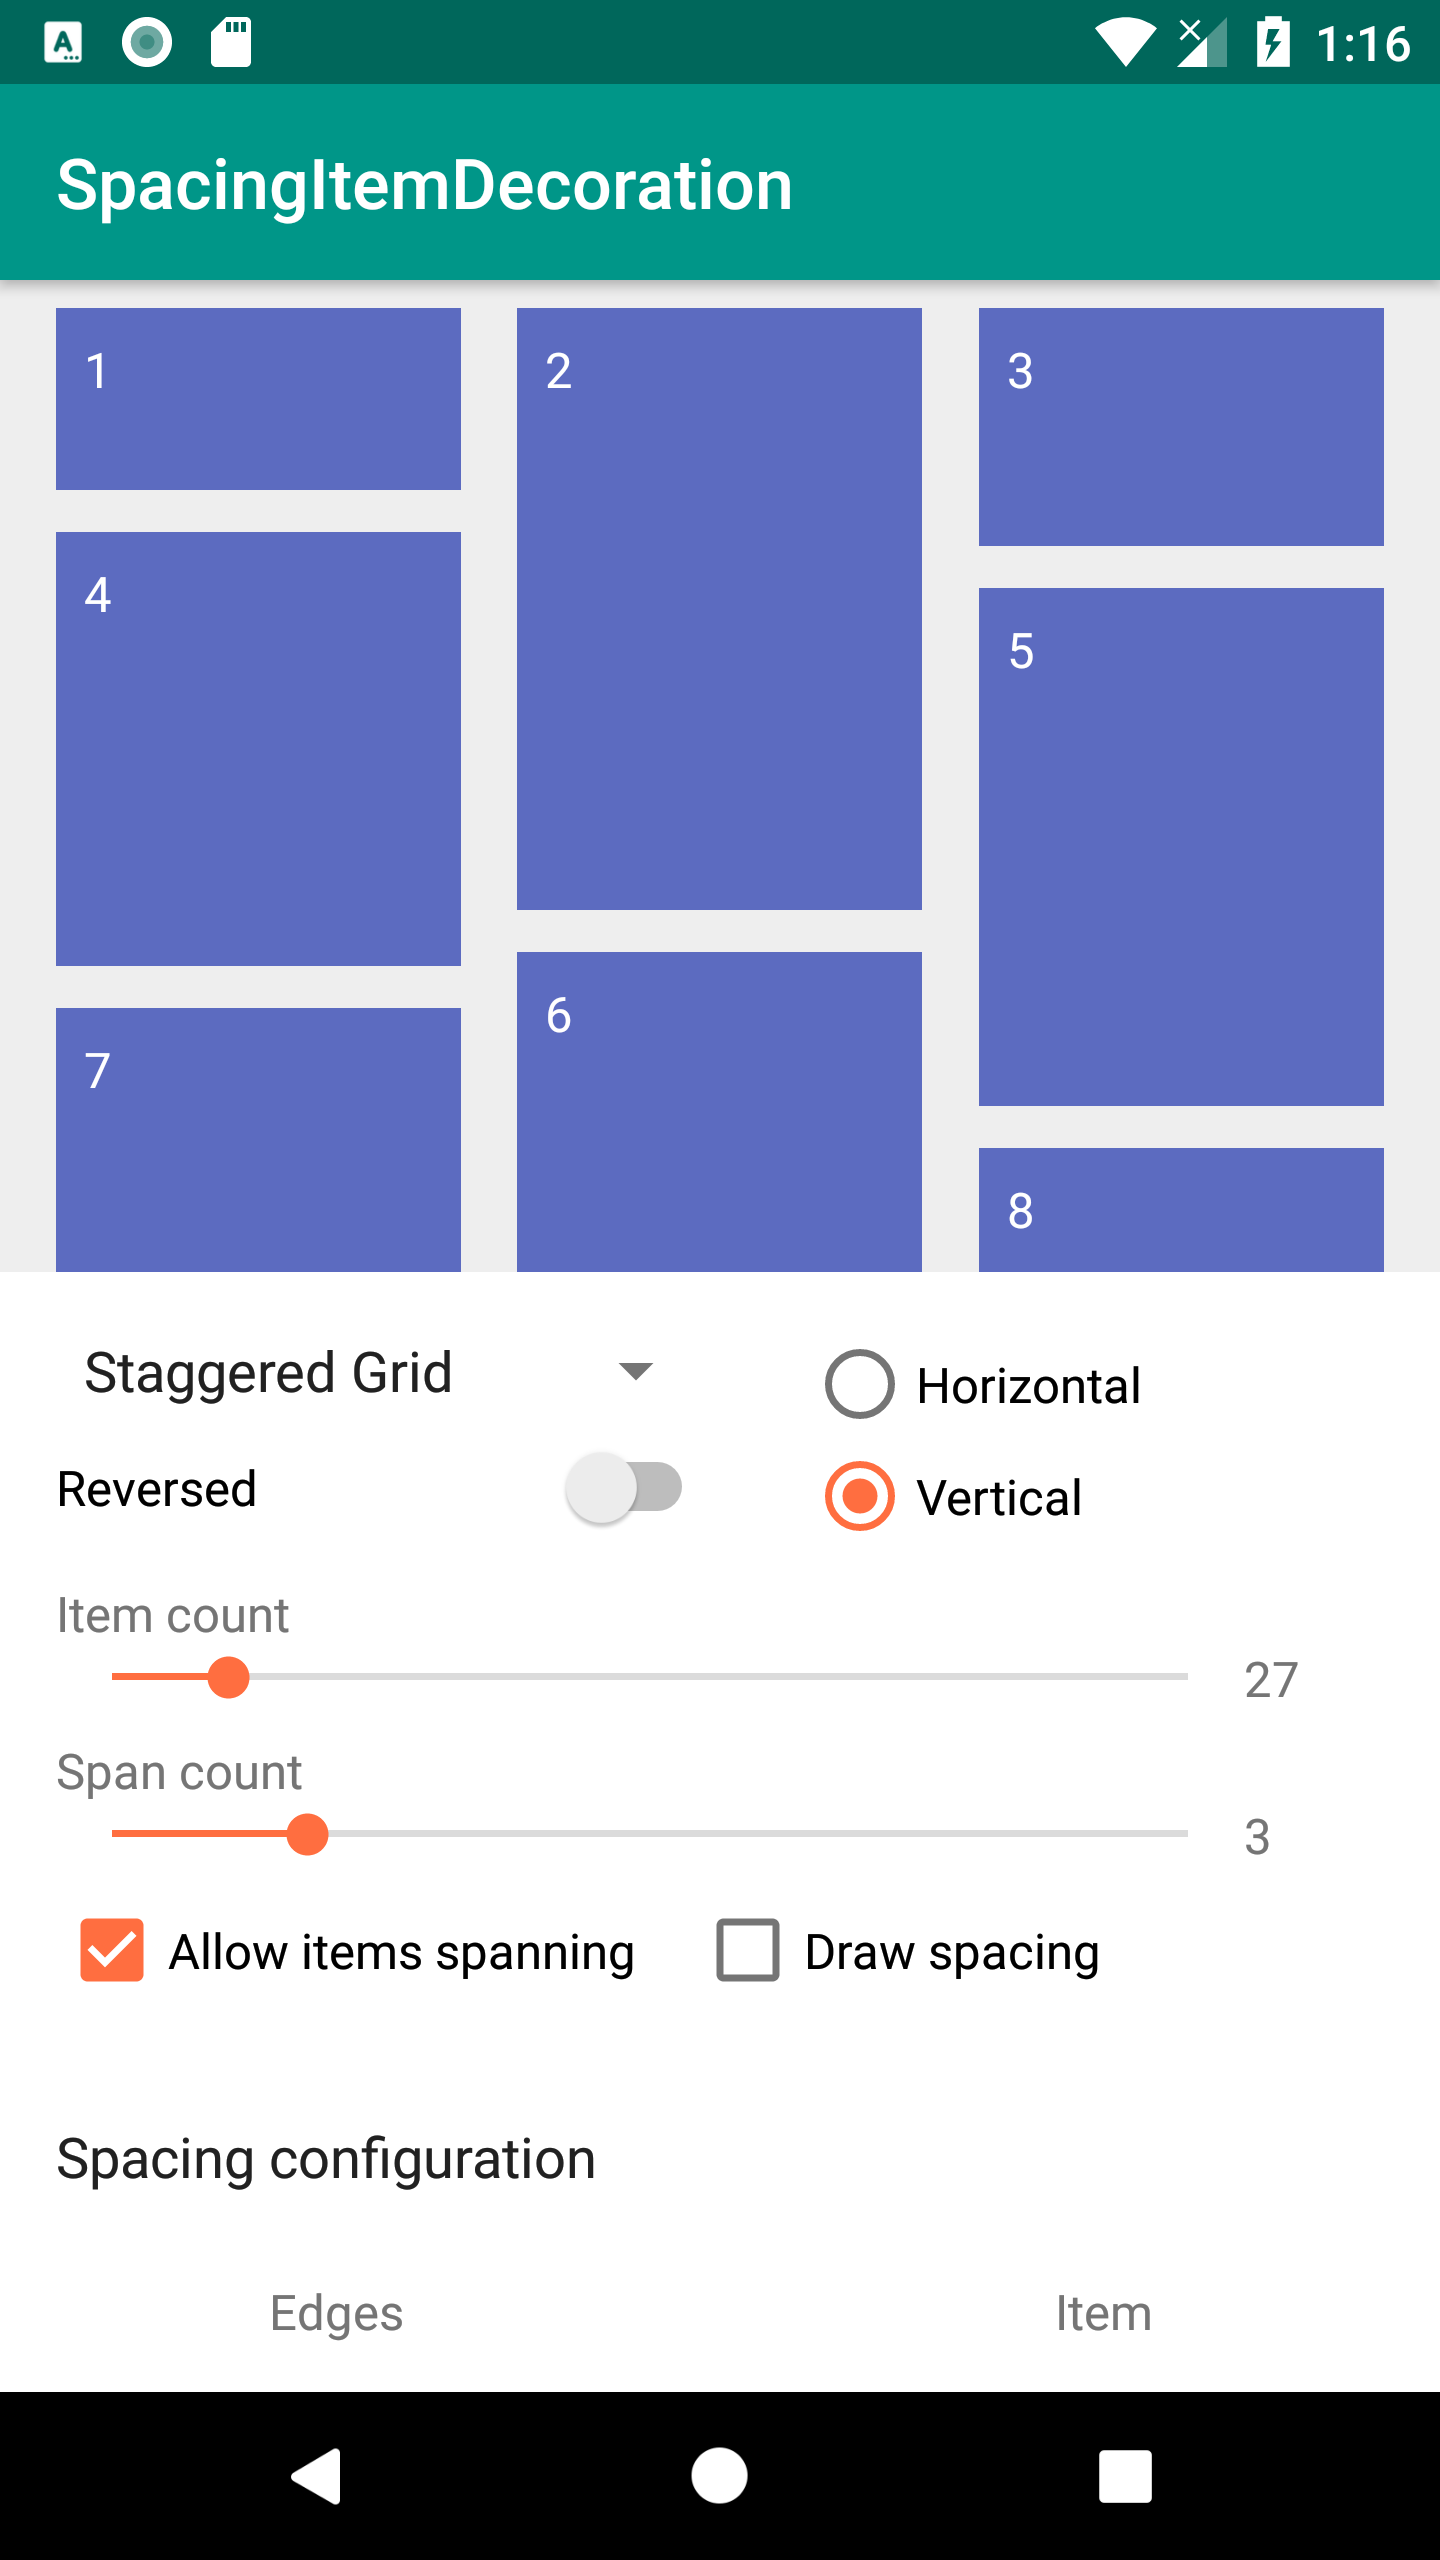 1:16
SpacingItemDecoration
1
2
3
4
5
6
7
8
Staggered Grid
Horizontal
Reversed
Vertical
Item count
27
Span count
3
Allow items spanning
Draw spacing
Spacing configuration
Edges
Item